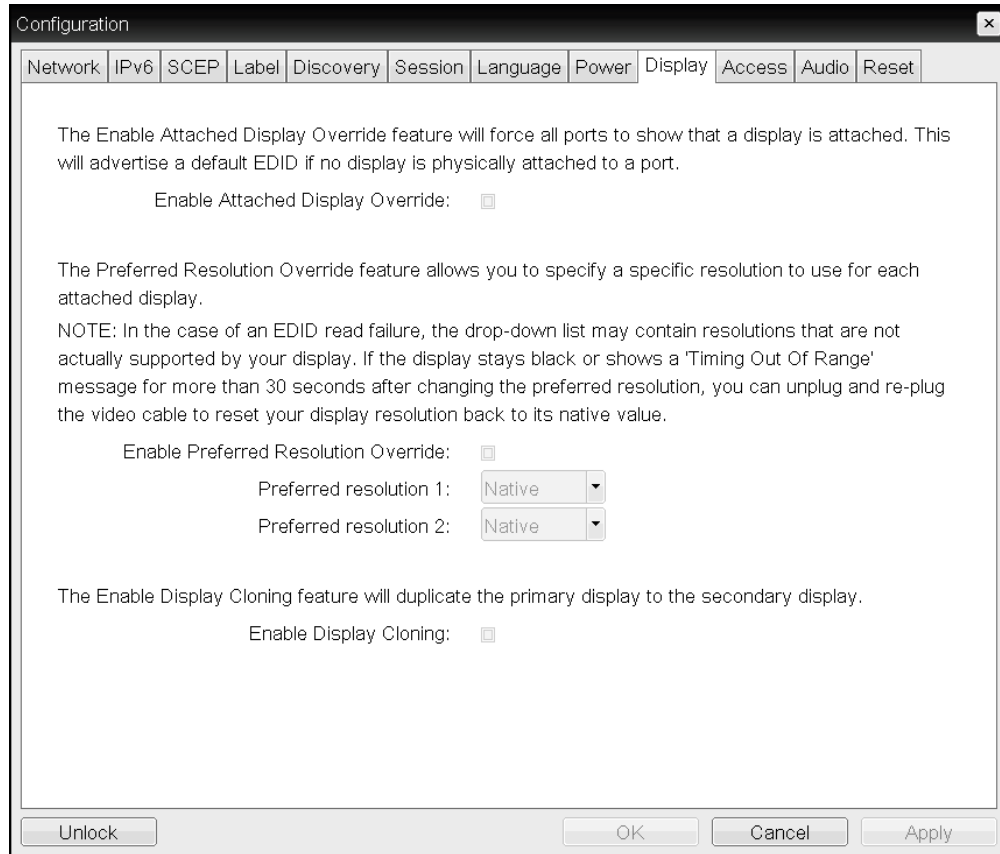 Configuration
Network IPv6 SCEP Label Discovery Session Language Power Display Access Audio Reset
The Enable Attached Display Override feature will force all ports to show that a display is attached. This
will advertise a default EDID if no display is physically attached to a port.
Enable Attached Display Override:
The Preferred Resolution Override feature allows you to specify a specific resolution to use for each
attached display.
NOTE: In the case of an EDID read failure, the drop-down list may contain resolutions that are not
actually supported by your display. If the display stays black or shows a 'Timing Out Of Range'
message for more than 30 seconds after changing the preferred resolution, you can unplug and re-plug
the video cable to reset your display resolution back to its native value.
Enable Preferred Resolution Override:
Preferred resolution 1: Native
Preferred resolution 2: Native
The Enable Display Cloning feature will duplicate the primary display to the secondary display.
Enable Display Cloning:
Unlock OK Cancel Apply